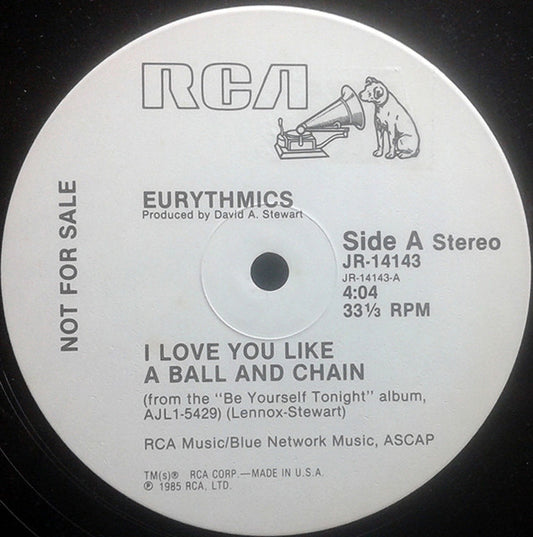 RCA
NOT FOR SALE
EURYTHMICS
Produced by David A. Stewart
Side A Stereo
JR-14143
JR-14143-A
4:04
33⅓ RPM
I LOVE YOU LIKE
A BALL AND CHAIN
(from the "Be Yourself Tonight" album,
AJL1-5429) (Lennox-Stewart)
RCA Music/Blue Network Music, ASCAP
TM(s)® RCA CORP.—MADE IN U.S.A.
℗ 1985 RCA, LTD.